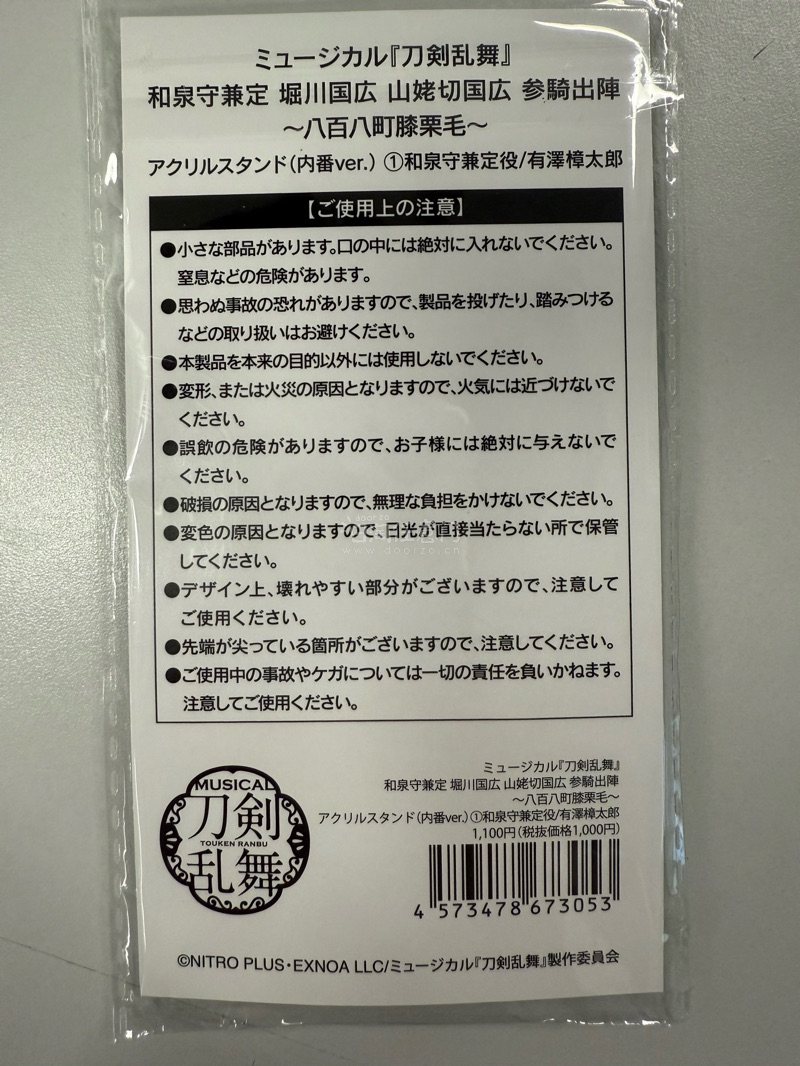 ミュージカル『刀剣乱舞』
和泉守兼定 堀川国広 山姥切国広 参騎出陣
～八百八町膝栗毛～
アクリルスタンド(内番ver.) ①和泉守兼定役/有澤樟太郎
【ご使用上の注意】
●小さな部品があります。口の中には絶対に入れないでください。
窒息などの危険があります。
●思わぬ事故の恐れがありますので、製品を投げたり、踏みつける
などの取り扱いはお避けください。
●本製品を本来の目的以外には使用しないでください。
●変形、または火災の原因となりますので、火気には近づけないで
ください。
●誤飲の危険がありますので、お子様には絶対に与えないで
ください。
●破損の原因となりますので、無理な負担をかけないでください。
●変色の原因となりますので、日光が直接当たらない所で保管
してください。
●デザイン上、壊れやすい部分がございますので、注意して
ご使用ください。
●先端が尖っている箇所がございますので、注意してください。
●ご使用中の事故やケガについては一切の責任を負いかねます。
注意してご使用ください。
MUSICAL
刀剣
TOUKEN RANBU
乱舞
ミュージカル『刀剣乱舞』
和泉守兼定 堀川国広 山姥切国広 参騎出陣
～八百八町膝栗毛～
アクリルスタンド(内番ver.)①和泉守兼定役/有澤樟太郎
1,100円(税抜価格1,000円)
4 573478 673053
©NITRO PLUS・EXNOA LLC/ミュージカル『刀剣乱舞』製作委員会
doorzo
www.doorzo.cn